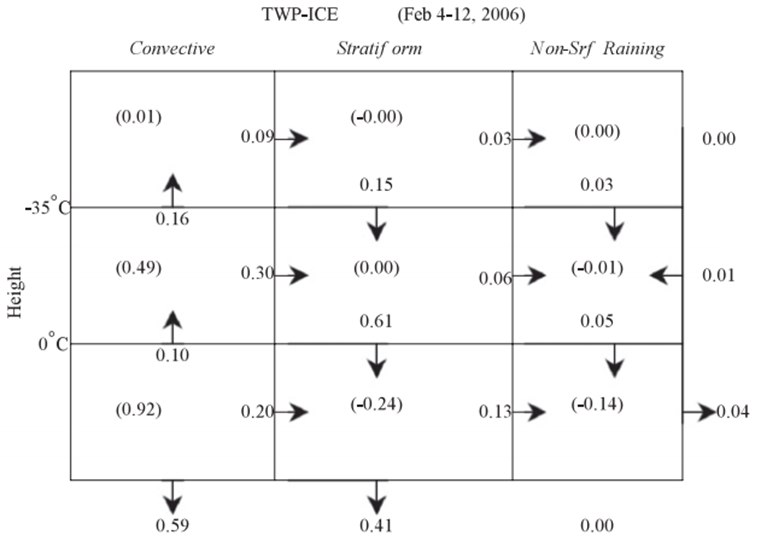 TWP-ICE (Feb 4-12, 2006)
Convective Stratif orm Non-Srf Raining
(0.01) (-0.00) (0.00)
0.09 0.03 0.00
0.15 0.03
-35°C
0.16
(0.49) 0.30 (0.00) 0.06 (-0.01) 0.01
Height
0.61 0.05
0°C
0.10
(0.92) 0.20 (-0.24) 0.13 (-0.14) 0.04
0.59 0.41 0.00